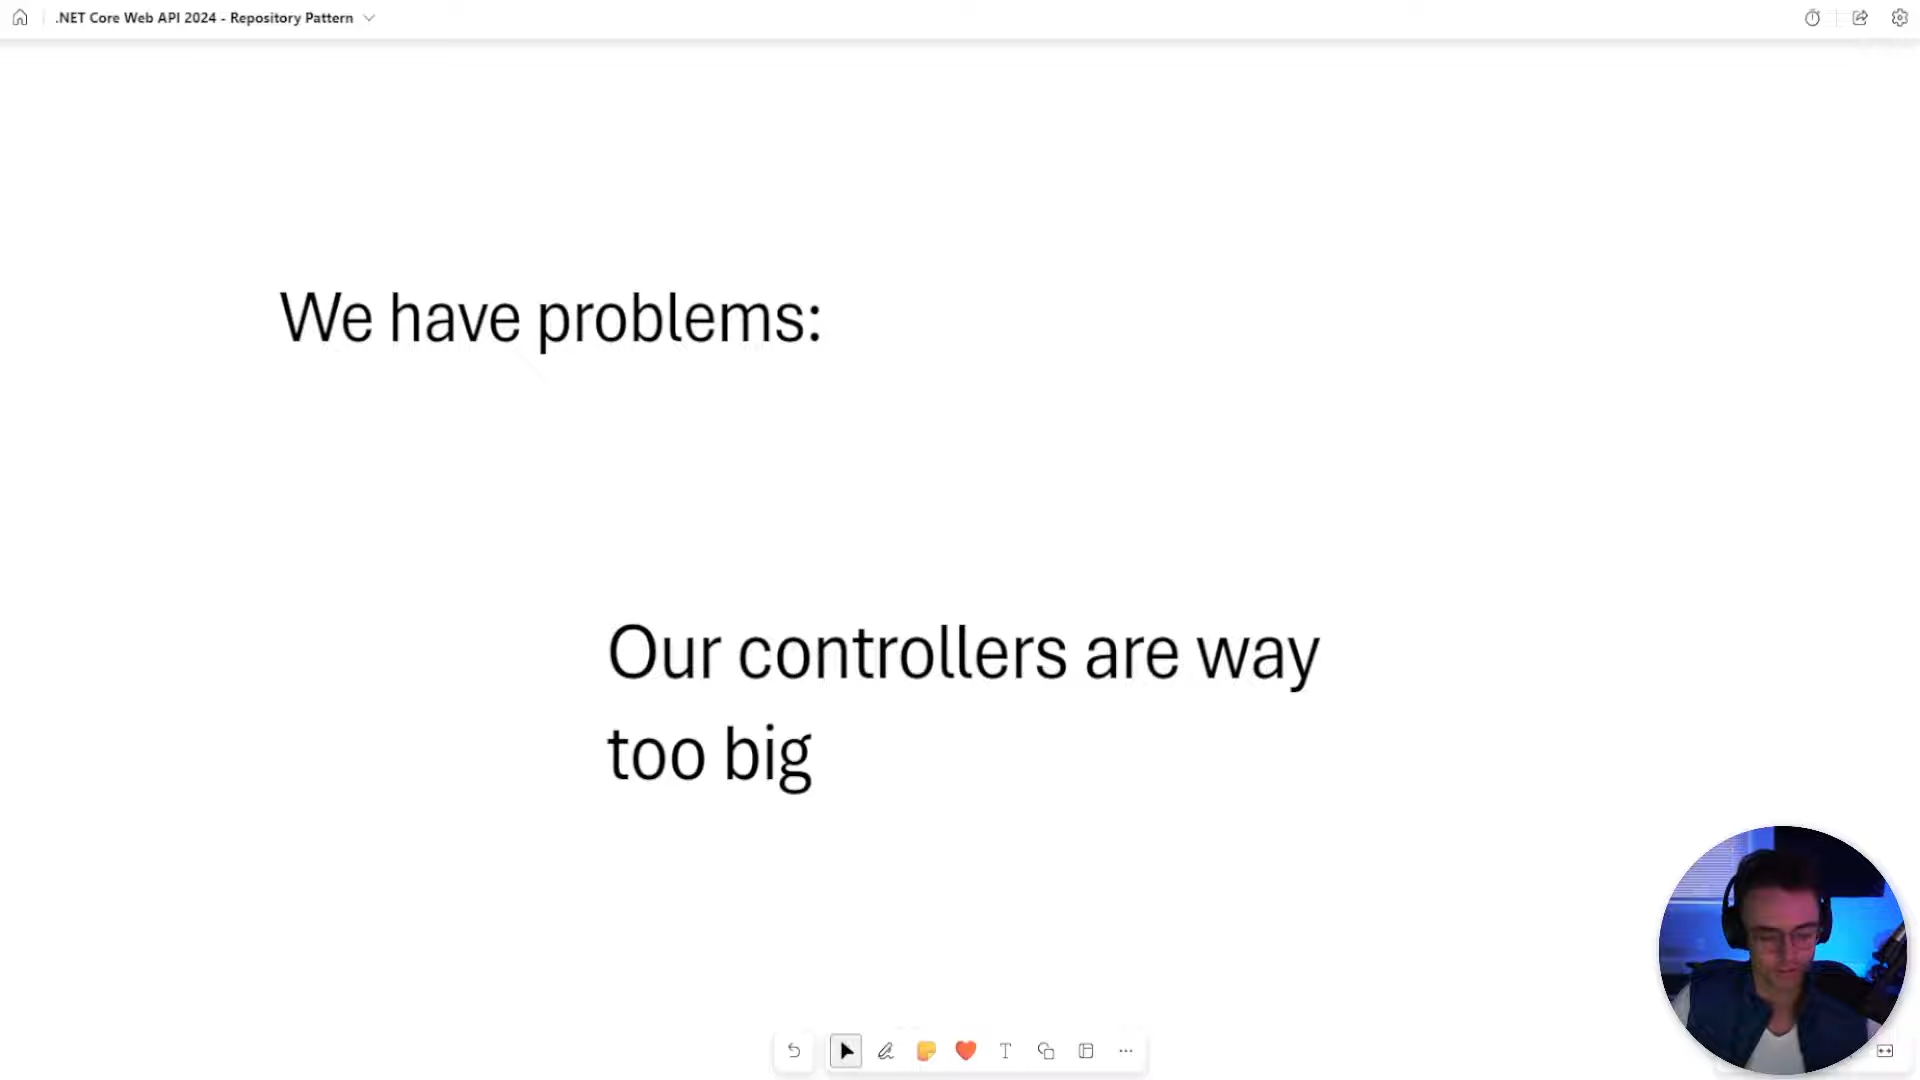 .NET Core Web API 2024 - Repository Pattern
We have problems:
Our controllers are way
too big